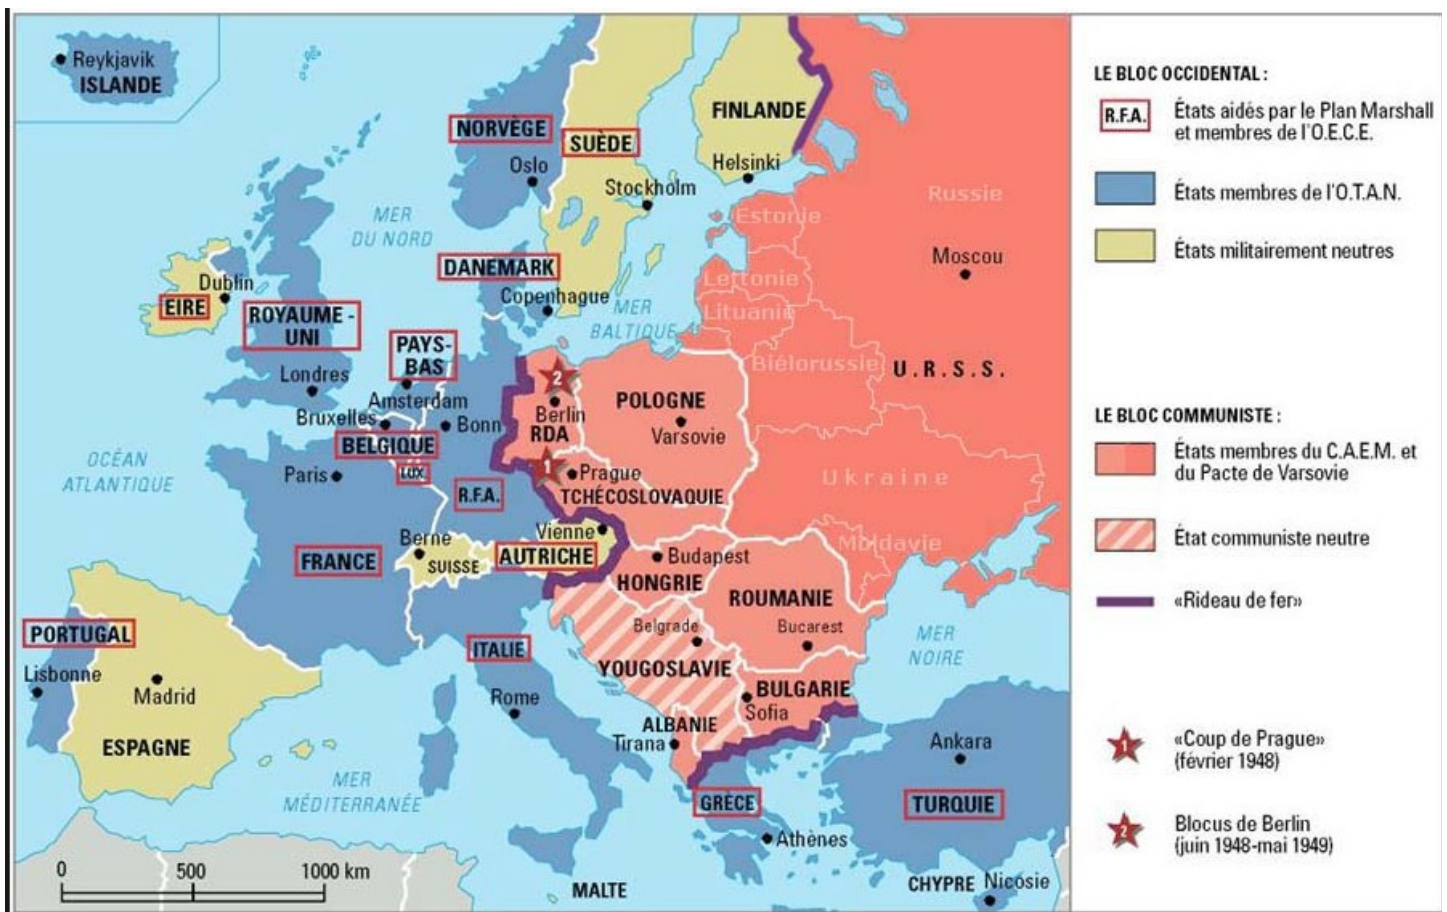 Reykjavik
ISLANDE
NORVÈGE
Oslo
SUÈDE
Stockholm
FINLANDE
Helsinki
MER
DU NORD
Estonie
Russie
Moscou
Lettonie
Lituanie
Biélorussie
U.R.S.S.
DANEMARK
Copenhague
MER
BALTIQUE
Dublin
EIRE
ROYAUME-
UNI
Londres
PAYS-
BAS
Amsterdam
Bruxelles
BELGIQUE
Bonn
LUX
2
Berlin
RDA
POLOGNE
Varsovie
1
Prague
TCHÉCOSLOVAQUIE
OCÉAN
ATLANTIQUE
Paris
R.F.A.
Ukraine
Moldavie
Berne
SUISSE
Vienne
AUTRICHE
FRANCE
Budapest
HONGRIE
ROUMANIE
Bucarest
Belgrade
YOUGOSLAVIE
MER
NOIRE
PORTUGAL
Lisbonne
Madrid
ESPAGNE
ITALIE
Rome
BULGARIE
Sofia
ALBANIE
Tirana
MER
MÉDITERRANÉE
GRÈCE
Athènes
Ankara
TURQUIE
MALTE
CHYPRE Nicosie
0 500 1000 km
LE BLOC OCCIDENTAL :
R.F.A.
États aidés par le Plan Marshall
et membres de l'O.E.C.E.
États membres de l'O.T.A.N.
États militairement neutres
LE BLOC COMMUNISTE :
États membres du C.A.E.M. et
du Pacte de Varsovie
État communiste neutre
«Rideau de fer»
1
«Coup de Prague»
(février 1948)
2
Blocus de Berlin
(juin 1948-mai 1949)